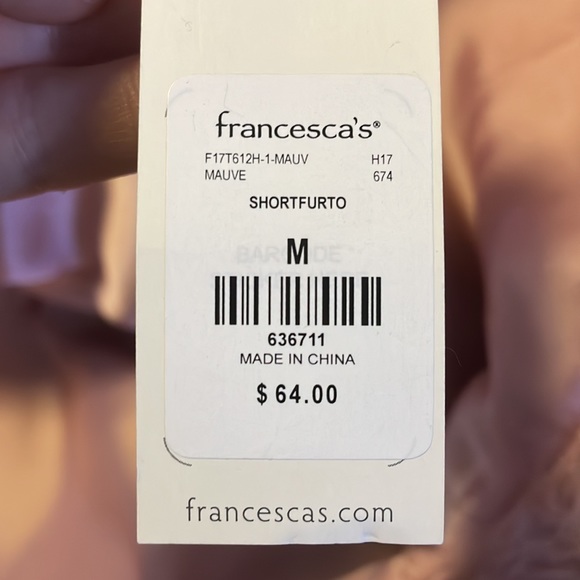 francesca's®
F17T612H-1-MAUV H17
MAUVE 674
SHORTFURTO
M
636711
MADE IN CHINA
$ 64.00
francescas.com